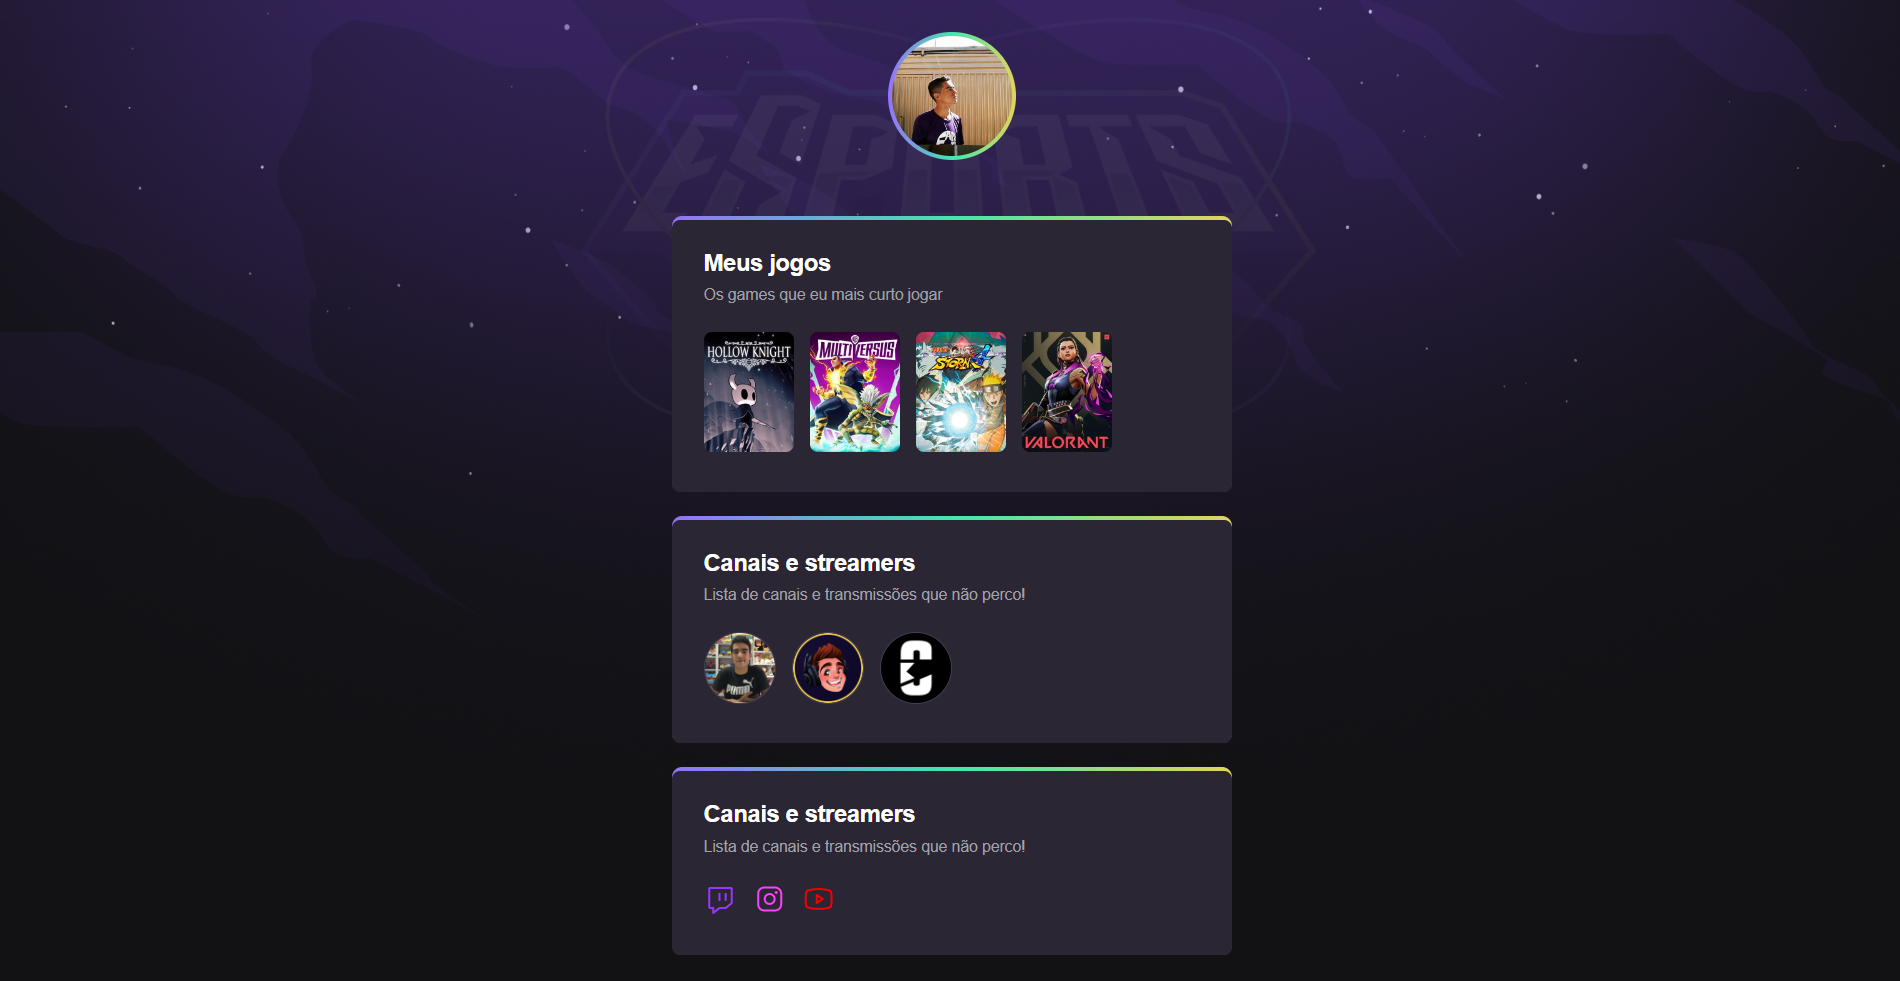 ESPORTS
Meus jogos
Os games que eu mais curto jogar
HOLLOW KNIGHT
MULTIVERSUS
STORM 4
VALORANT
Canais e streamers
Lista de canais e transmissões que não perco!
PUMA
Canais e streamers
Lista de canais e transmissões que não perco!